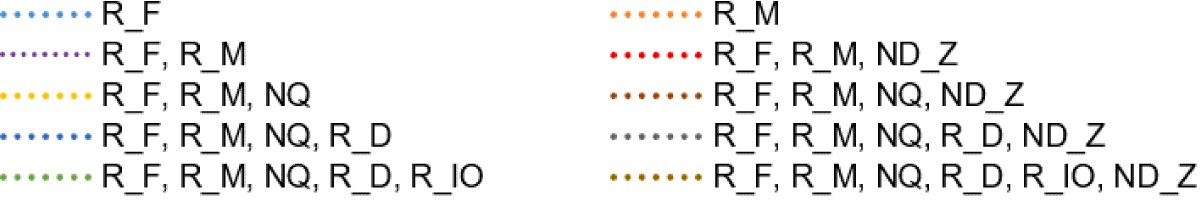 R_F
R_M
R_F, R_M
R_F, R_M, ND_Z
R_F, R_M, NQ
R_F, R_M, NQ, ND_Z
R_F, R_M, NQ, R_D
R_F, R_M, NQ, R_D, ND_Z
R_F, R_M, NQ, R_D, R_IO
R_F, R_M, NQ, R_D, R_IO, ND_Z